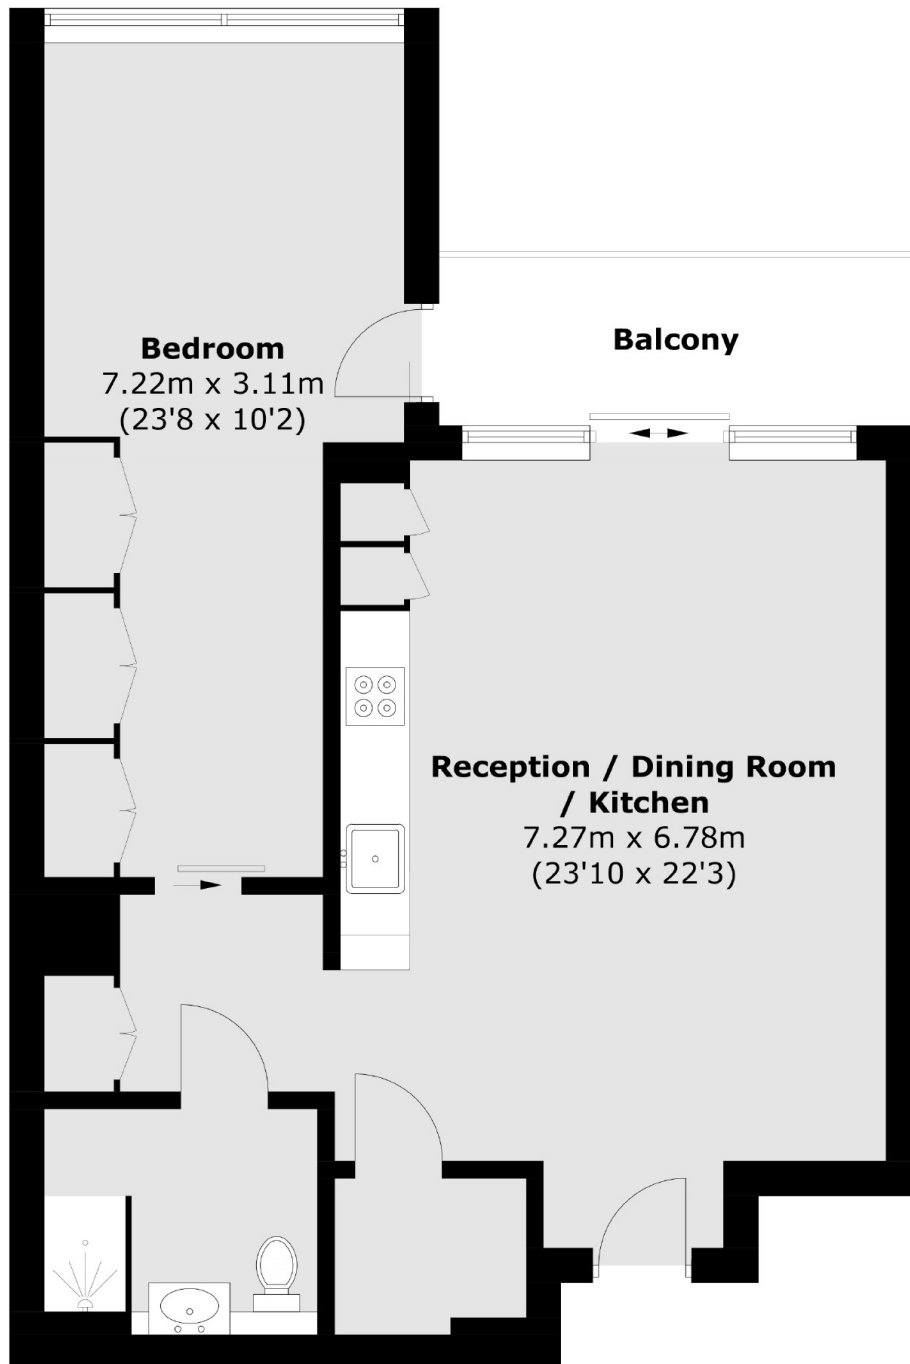 Balcony
Bedroom
7.22m x 3.11m
(23'8 x 10'2)
Reception / Dining Room
/ Kitchen
7.27m x 6.78m
(23'10 x 22'3)